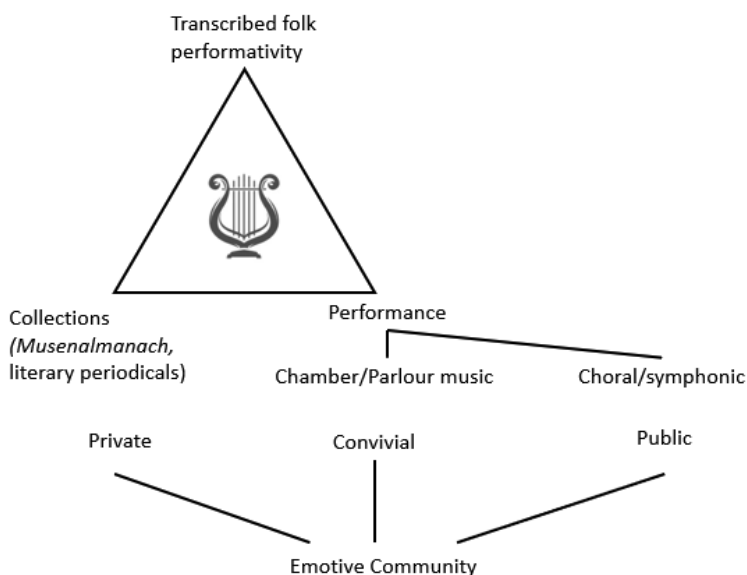 Transcribed folk
performativity
Collections
(Musenalmanach,
literary periodicals)
Performance
Chamber/Parlour music
Choral/symphonic
Private
Convivial
Public
Emotive Community